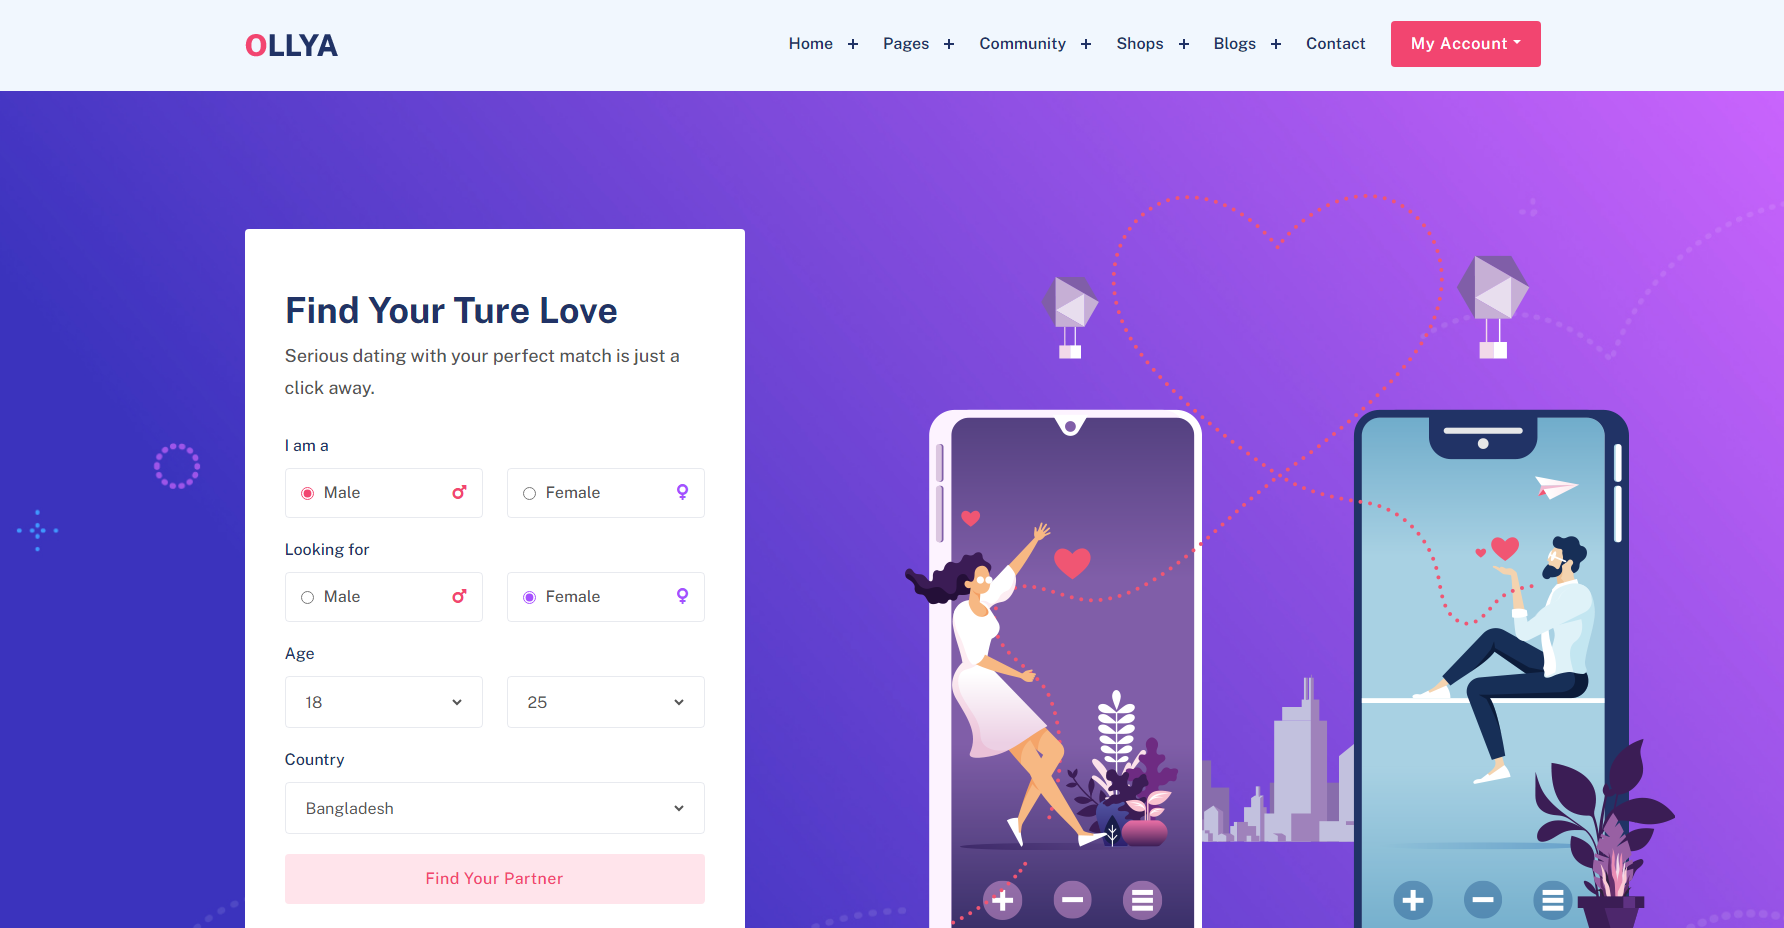 OLLYA
Home + Pages + Community + Shops + Blogs + Contact My Account
Find Your Ture Love
Serious dating with your perfect match is just a
click away.
I am a
Male Female
Looking for
Male Female
Age
18 25
Country
Bangladesh
Find Your Partner